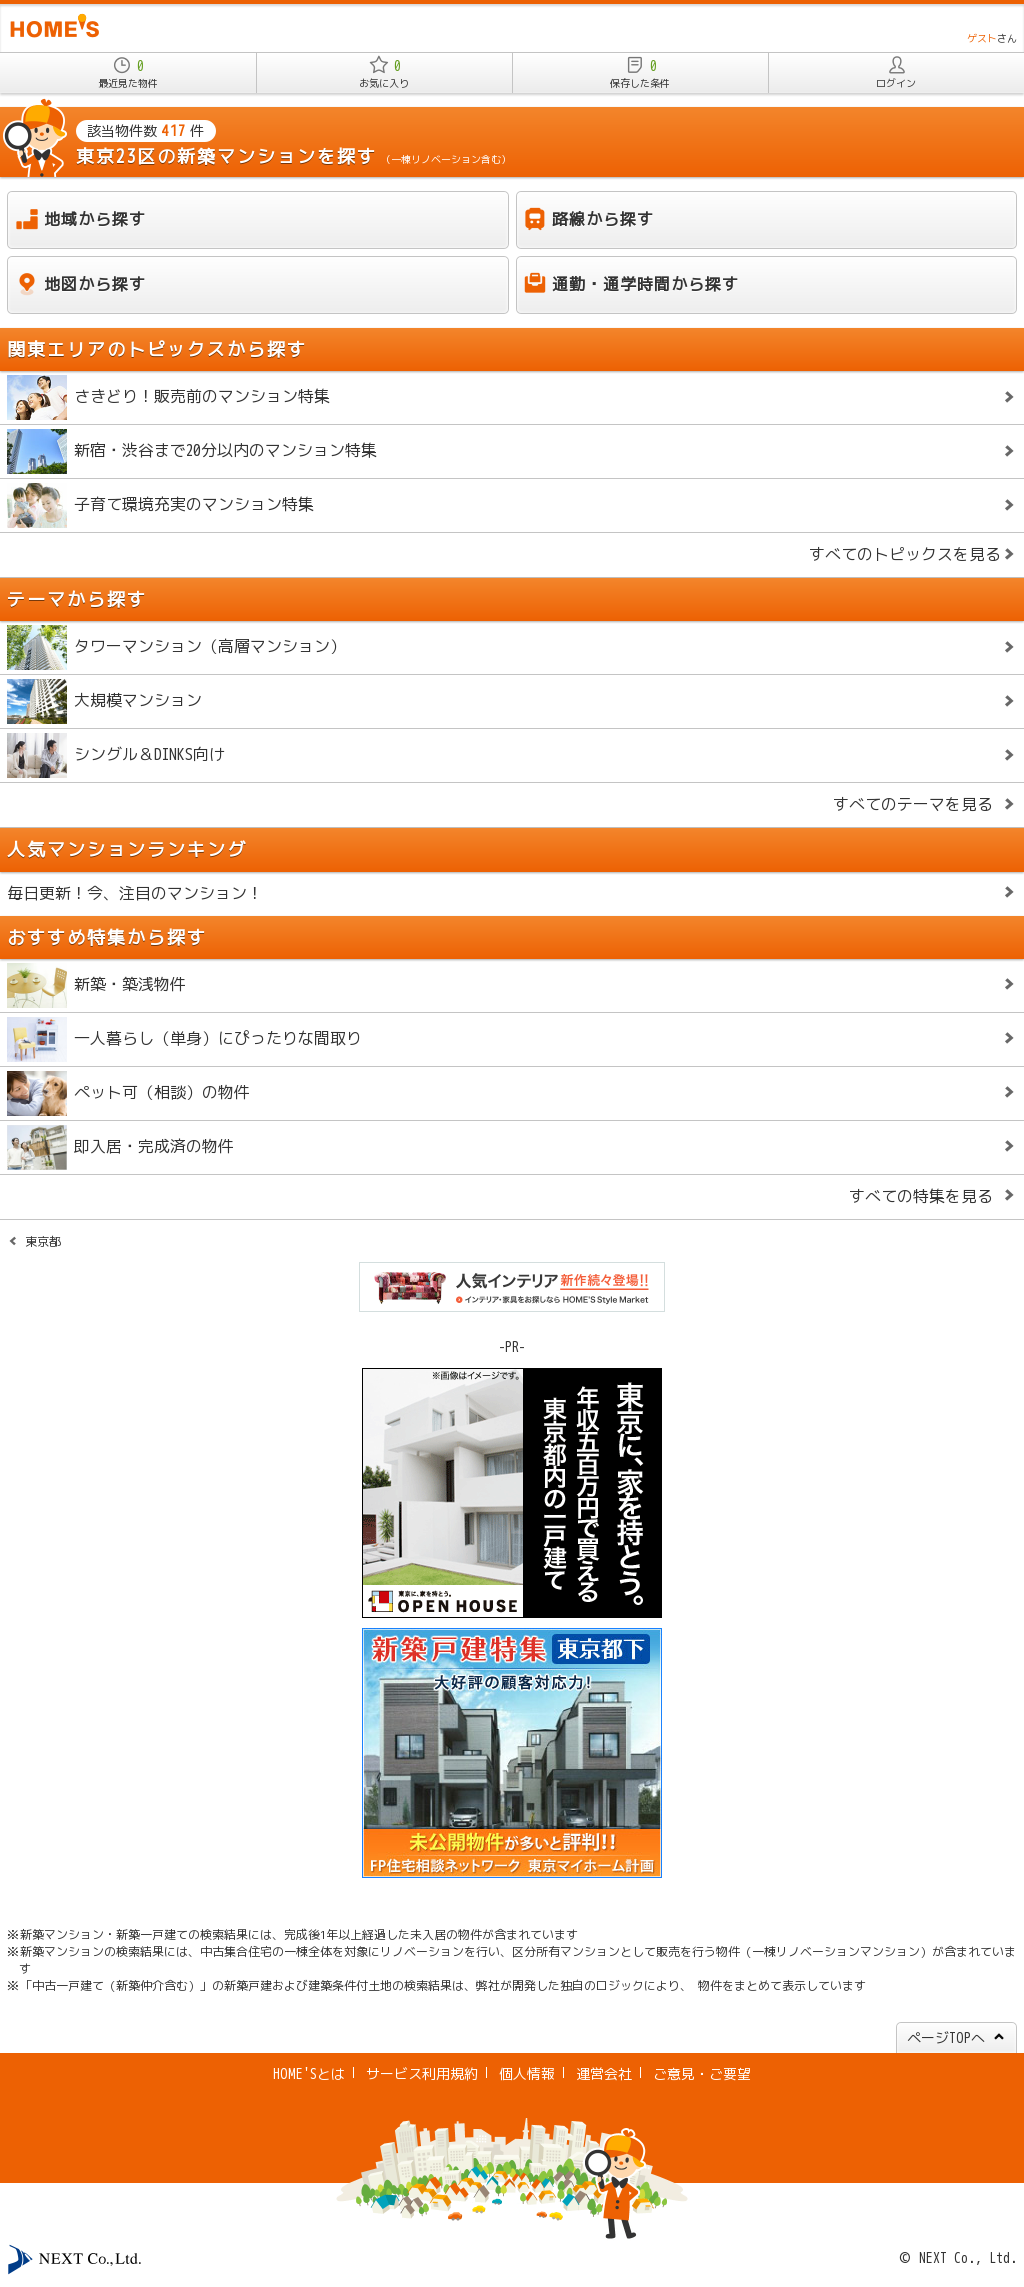 HOME'S
ゲストさん
0
最近見た物件
0
お気に入り
0
保存した条件
ログイン
該当物件数 417 件
東京23区の新築マンションを探す (一棟リノベーション含む)
地域から探す
路線から探す
地図から探す
通勤・通学時間から探す
関東エリアのトピックスから探す
さきどり！販売前のマンション特集
新宿・渋谷まで20分以内のマンション特集
子育て環境充実のマンション特集
すべてのトピックスを見る
テーマから探す
タワーマンション（高層マンション）
大規模マンション
シングル＆DINKS向け
すべてのテーマを見る
人気マンションランキング
毎日更新！今、注目のマンション！
おすすめ特集から探す
新築・築浅物件
一人暮らし（単身）にぴったりな間取り
ペット可（相談）の物件
即入居・完成済の物件
すべての特集を見る
東京都
人気インテリア新作続々登場!!
インテリア・家具をお探しなら HOME'S Style Market
-PR-
※画像はイメージです。
東京に、家を持とう。
年収五百万円で買える
東京都内の一戸建て
東京に、家を持とう。
OPEN HOUSE
新築戸建特集 東京都下
大好評の顧客対応力!
未公開物件が多いと評判!!
FP住宅相談ネットワーク 東京マイホーム計画
※新築マンション・新築一戸建ての検索結果には、完成後1年以上経過した未入居の物件が含まれています
※新築マンションの検索結果には、中古集合住宅の一棟全体を対象にリノベーションを行い、区分所有マンションとして販売を行う物件（一棟リノベーションマンション）が含まれていま
す
※「中古一戸建て（新築仲介含む）」の新築戸建および建築条件付土地の検索結果は、弊社が開発した独自のロジックにより、 物件をまとめて表示しています
ページTOPへ
HOME'Sとは | サービス利用規約 | 個人情報 | 運営会社 | ご意見・ご要望
NEXT Co., Ltd.
© NEXT Co., Ltd.